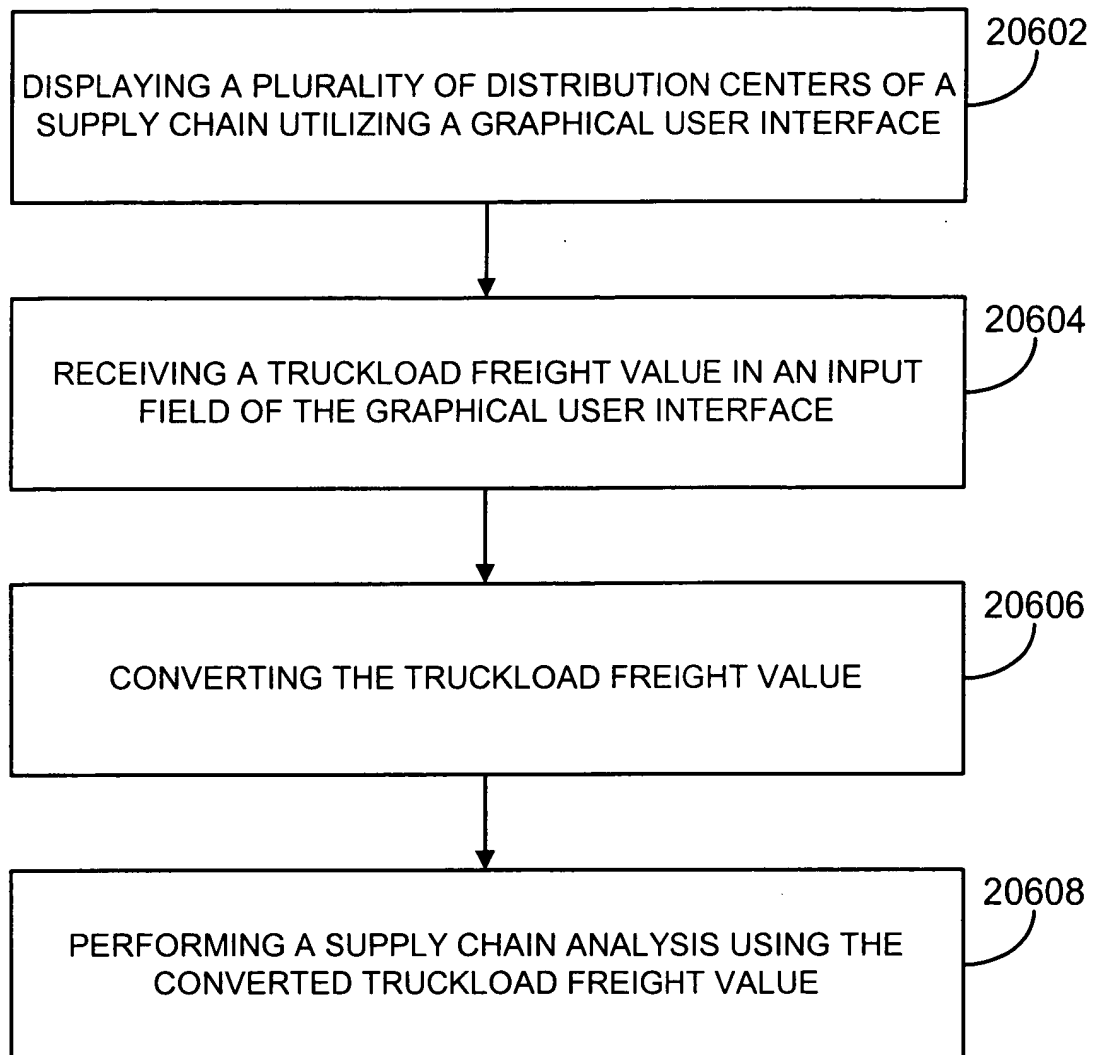 20602
DISPLAYING A PLURALITY OF DISTRIBUTION CENTERS OF A
SUPPLY CHAIN UTILIZING A GRAPHICAL USER INTERFACE
20604
RECEIVING A TRUCKLOAD FREIGHT VALUE IN AN INPUT
FIELD OF THE GRAPHICAL USER INTERFACE
20606
CONVERTING THE TRUCKLOAD FREIGHT VALUE
20608
PERFORMING A SUPPLY CHAIN ANALYSIS USING THE
CONVERTED TRUCKLOAD FREIGHT VALUE